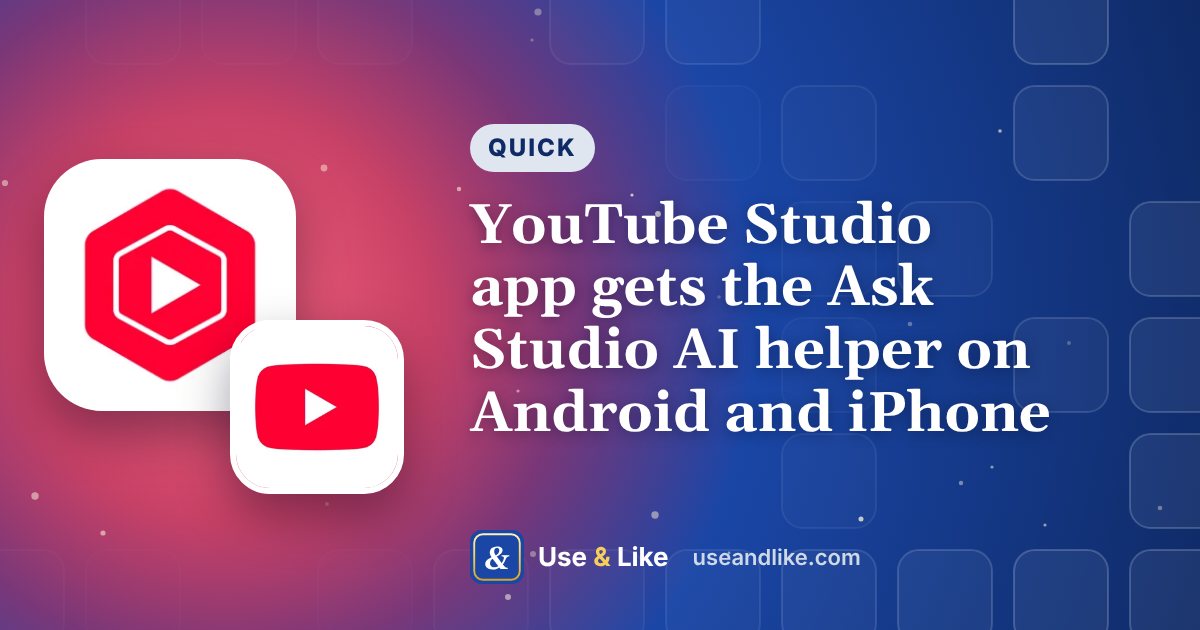 QUICK
YouTube Studio
app gets the Ask
Studio AI helper on
Android and iPhone
& Use & Like useandlike.com